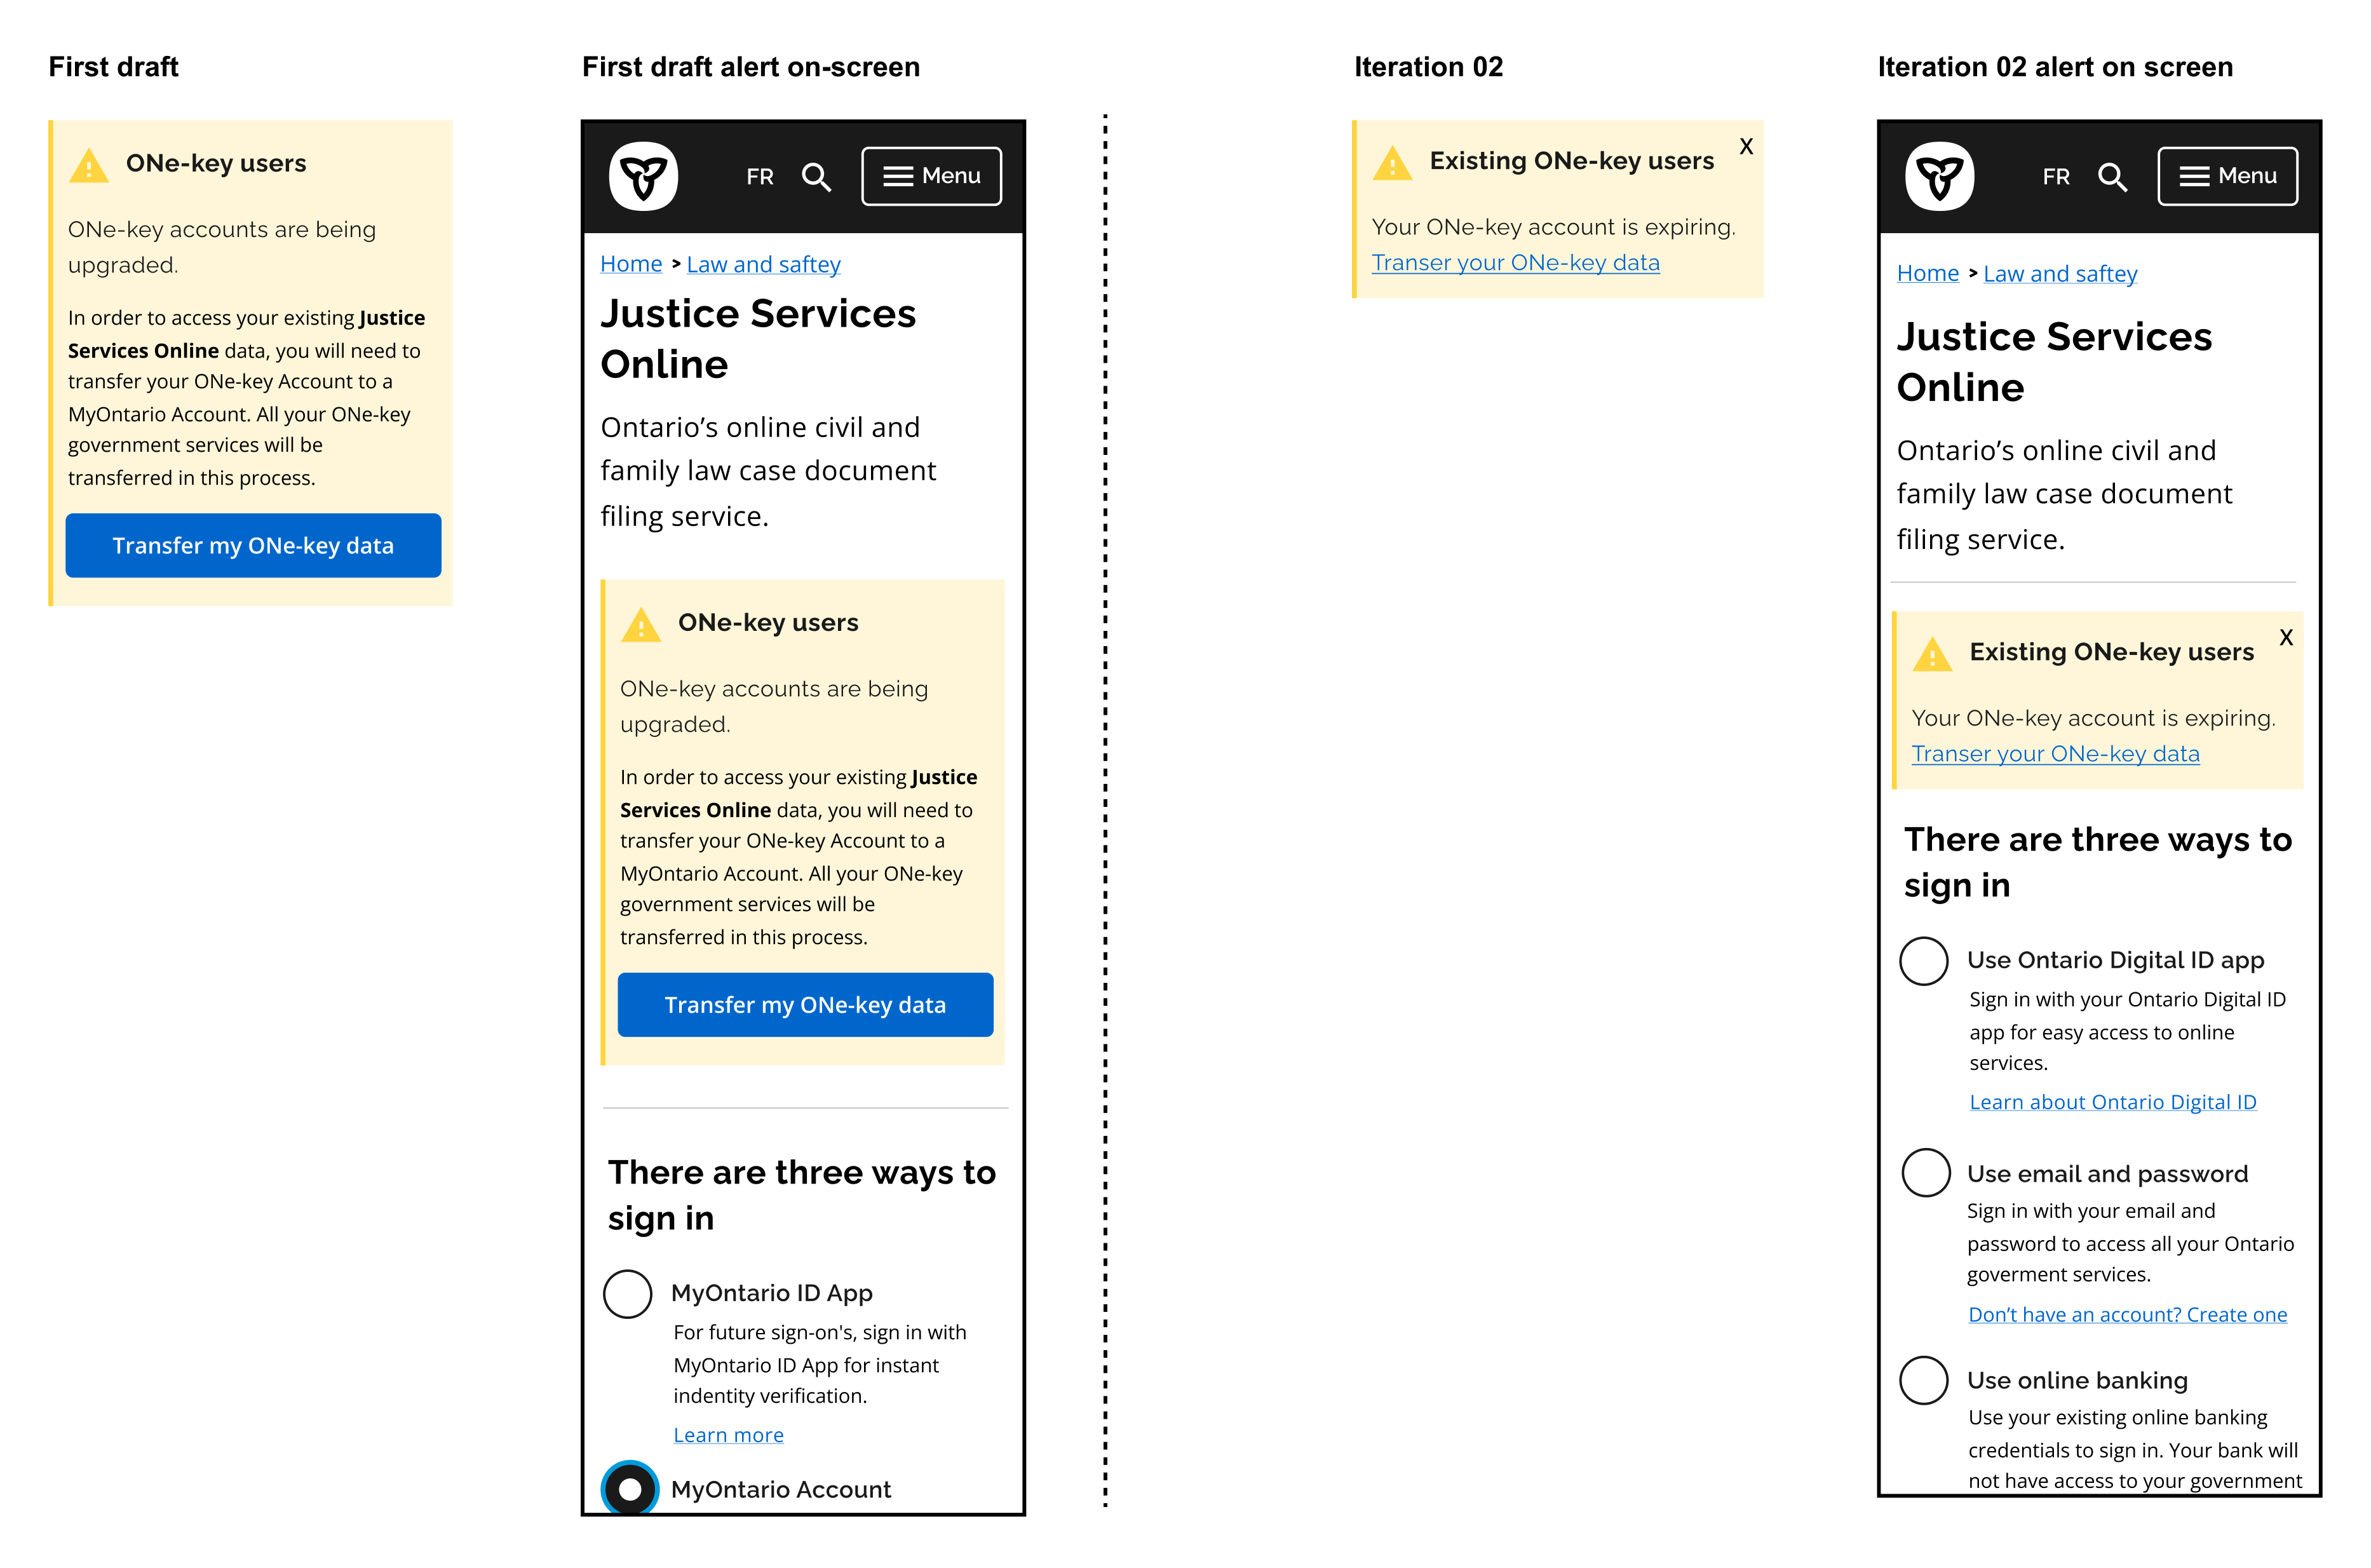 First draft
ONe-key users
ONe-key accounts are being
upgraded.
In order to access your existing Justice
Services Online data, you will need to
transfer your ONe-key Account to a
MyOntario Account. All your ONe-key
government services will be
transferred in this process.
Transfer my ONe-key data
First draft alert on-screen
FR
Menu
Home > Law and saftey
Justice Services
Online
Ontario’s online civil and
family law case document
filing service.
ONe-key users
ONe-key accounts are being
upgraded.
In order to access your existing Justice
Services Online data, you will need to
transfer your ONe-key Account to a
MyOntario Account. All your ONe-key
government services will be
transferred in this process.
Transfer my ONe-key data
There are three ways to
sign in
MyOntario ID App
For future sign-on's, sign in with
MyOntario ID App for instant
indentity verification.
Learn more
MyOntario Account
Iteration 02
Existing ONe-key users
X
Your ONe-key account is expiring.
Transer your ONe-key data
Iteration 02 alert on screen
FR
Menu
Home > Law and saftey
Justice Services
Online
Ontario’s online civil and
family law case document
filing service.
Existing ONe-key users
X
Your ONe-key account is expiring.
Transer your ONe-key data
There are three ways to
sign in
Use Ontario Digital ID app
Sign in with your Ontario Digital ID
app for easy access to online
services.
Learn about Ontario Digital ID
Use email and password
Sign in with your email and
password to access all your Ontario
goverment services.
Don’t have an account? Create one
Use online banking
Use your existing online banking
credentials to sign in. Your bank will
not have access to your government